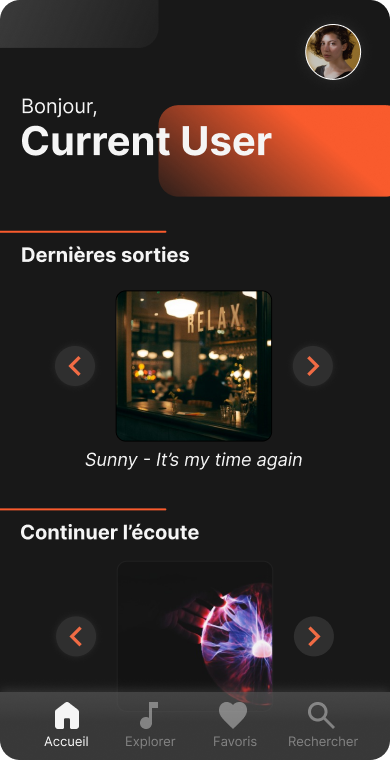 Bonjour,
Current User
Dernières sorties
RELAX
Sunny - It’s my time again
Continuer l’écoute
Accueil
Explorer
Favoris
Rechercher